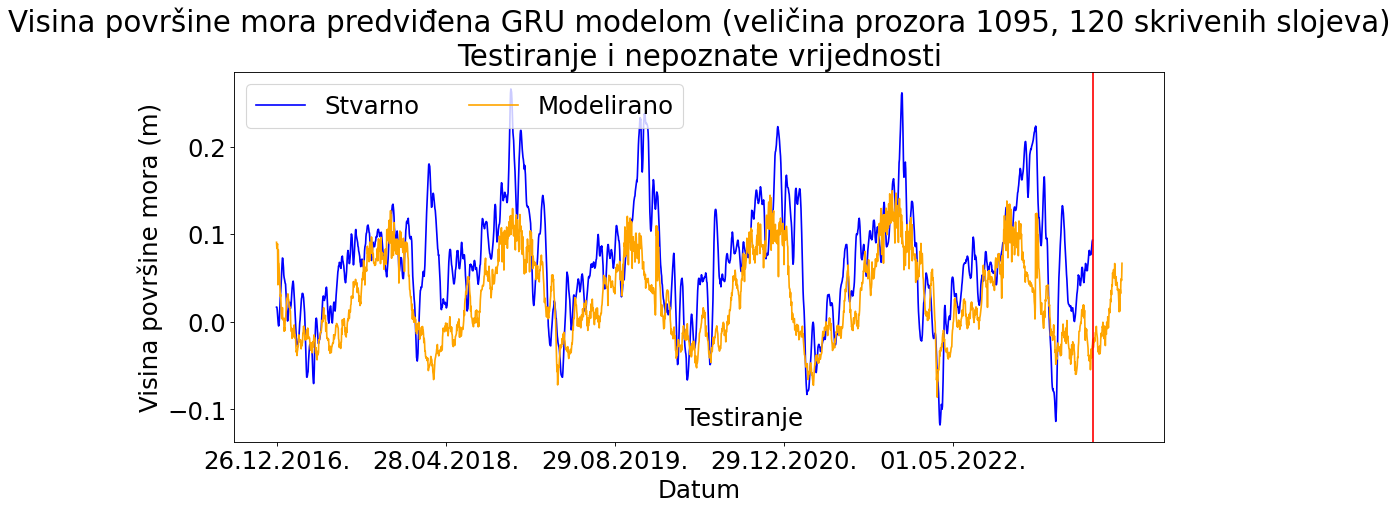 Visina površine mora predviđena GRU modelom (veličina prozora 1095, 120 skrivenih slojeva)
Testiranje i nepoznate vrijednosti
Stvarno
Modelirano
Visina površine mora (m)
0.2
0.1
0.0
−0.1
Testiranje
26.12.2016.
28.04.2018.
29.08.2019.
29.12.2020.
01.05.2022.
Datum